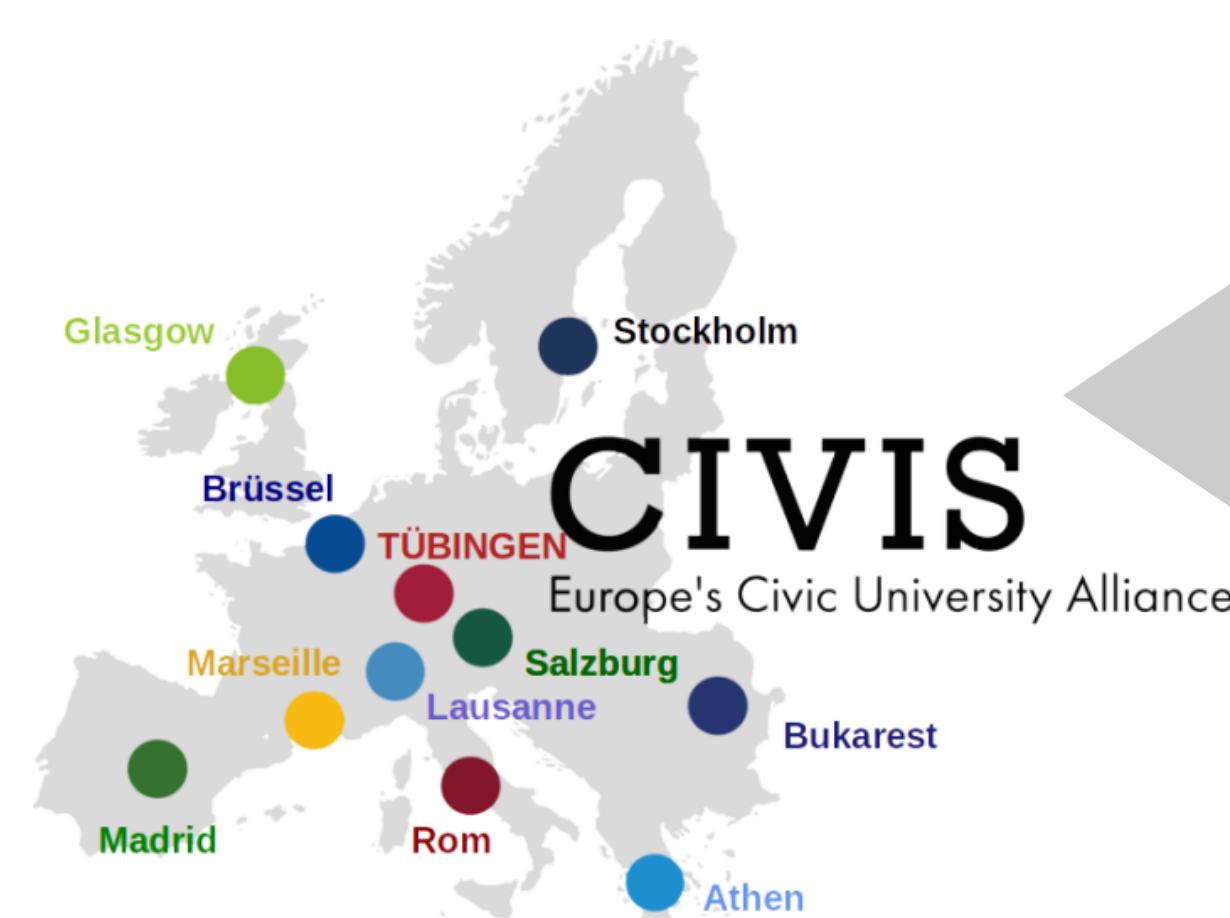 Glasgow
Stockholm
CIVIS
Brüssel
TÜBINGEN
Europe's Civic University Alliance
Marseille
Salzburg
Lausanne
Bukarest
Madrid
Rom
Athen